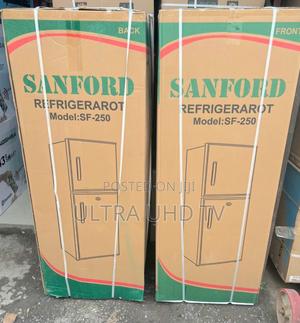 BACK
SANFORD
REFRIGERAROT
Model:SF-250
FRONT
SANFORD
REFRIGERAROT
Model:SF-250
POSTED ON JIJI
ULTRA UHD TV